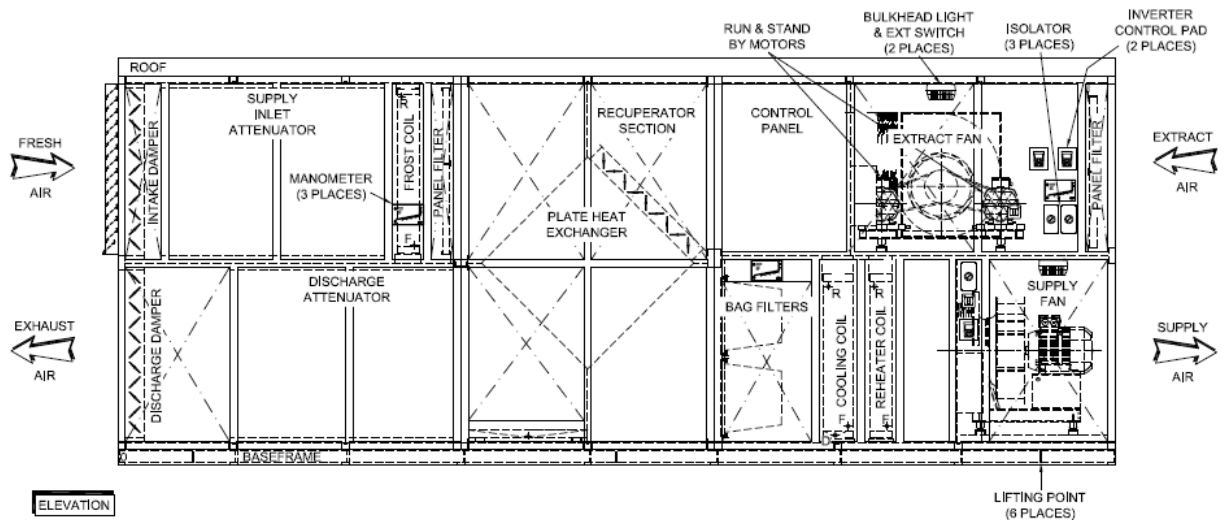 RUN & STAND
BY MOTORS
BULKHEAD LIGHT
& EXT SWITCH
(2 PLACES)
ISOLATOR
(3 PLACES)
INVERTER
CONTROL PAD
(2 PLACES)
ROOF
FRESH
AIR
INTAKE DAMPER
SUPPLY
INLET
ATTENUATOR
MANOMETER
(3 PLACES)
R
FROST COIL
F
PANEL FILTER
RECUPERATOR
SECTION
PLATE HEAT
EXCHANGER
CONTROL
PANEL
EXTRACT FAN
PANEL FILTER
EXTRACT
AIR
EXHAUST
AIR
DISCHARGE DAMPER
DISCHARGE
ATTENUATOR
BAG FILTERS
R
COOLING COIL
F
D
R
REHEATER COIL
F
SUPPLY
FAN
SUPPLY
AIR
BASEFRAME
ELEVATION
LIFTING POINT
(6 PLACES)